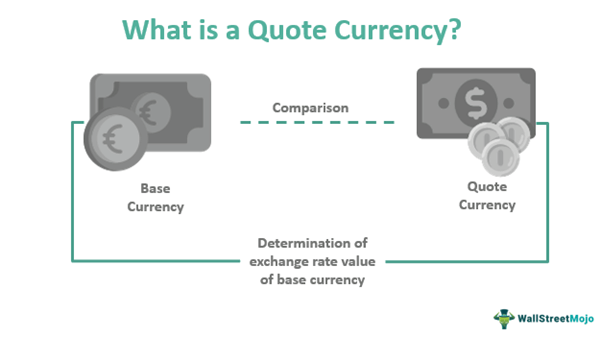 What is a Quote Currency?
€
€
$
Comparison
Base
Currency
Quote
Currency
Determination of
exchange rate value
of base currency
WallStreetMojo